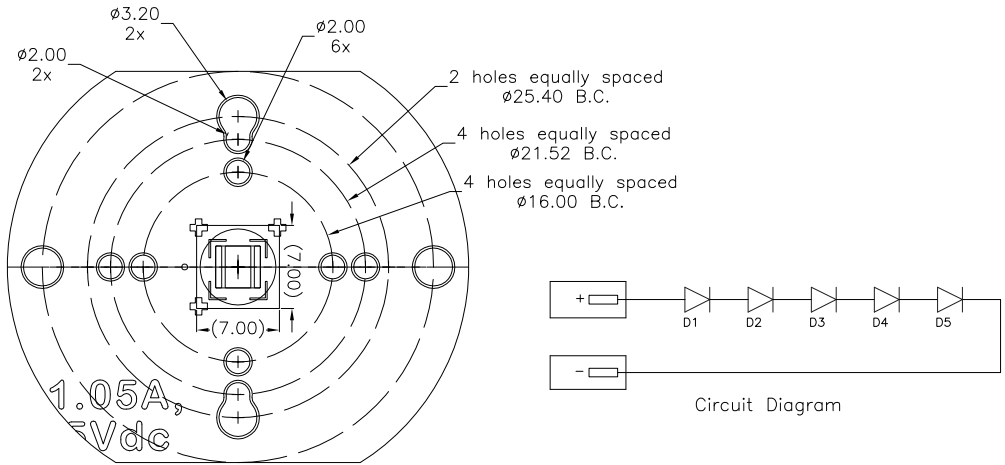 ø3.20
2x
ø2.00
6x
ø2.00
2x
2 holes equally spaced
ø25.40 B.C.
4 holes equally spaced
ø21.52 B.C.
4 holes equally spaced
ø16.00 B.C.
(7.00)
(7.00)
1.05A,
5Vdc
+
D1 D2 D3 D4 D5
-
Circuit Diagram